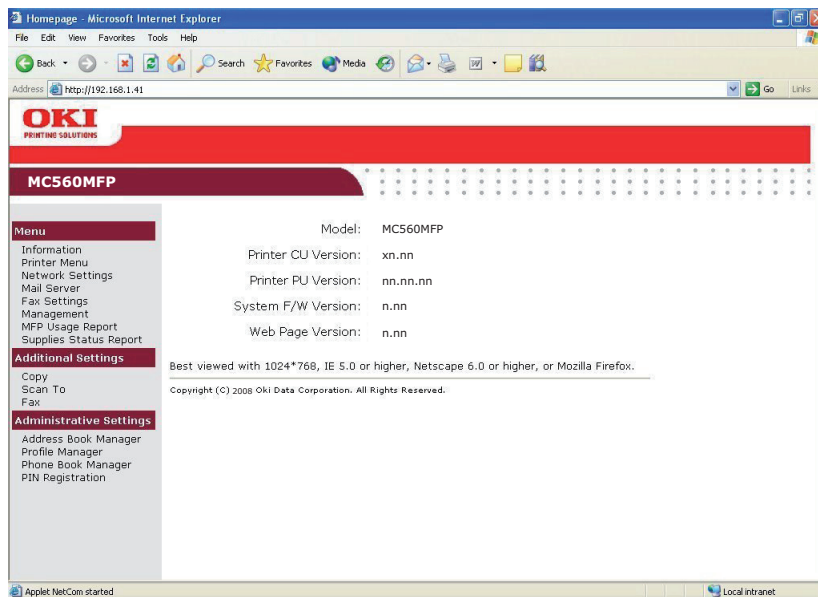 Homepage - Microsoft Internet Explorer
File Edit View Favorites Tools Help
Back Search Favorites Media
Address http://192.168.1.41 Go Links
OKI
PRINTING SOLUTIONS
MC560MFP
Menu
Information
Printer Menu
Network Settings
Mail Server
Fax Settings
Management
MFP Usage Report
Supplies Status Report
Additional Settings
Copy
Scan To
Fax
Administrative Settings
Address Book Manager
Profile Manager
Phone Book Manager
PIN Registration
Model: MC560MFP
Printer CU Version: xn.nn
Printer PU Version: nn.nn.nn
System F/W Version: n.nn
Web Page Version: n.nn
Best viewed with 1024*768, IE 5.0 or higher, Netscape 6.0 or higher, or Mozilla Firefox.
Copyright (C) 2008 Oki Data Corporation. All Rights Reserved.
Applet NetCom started Local intranet